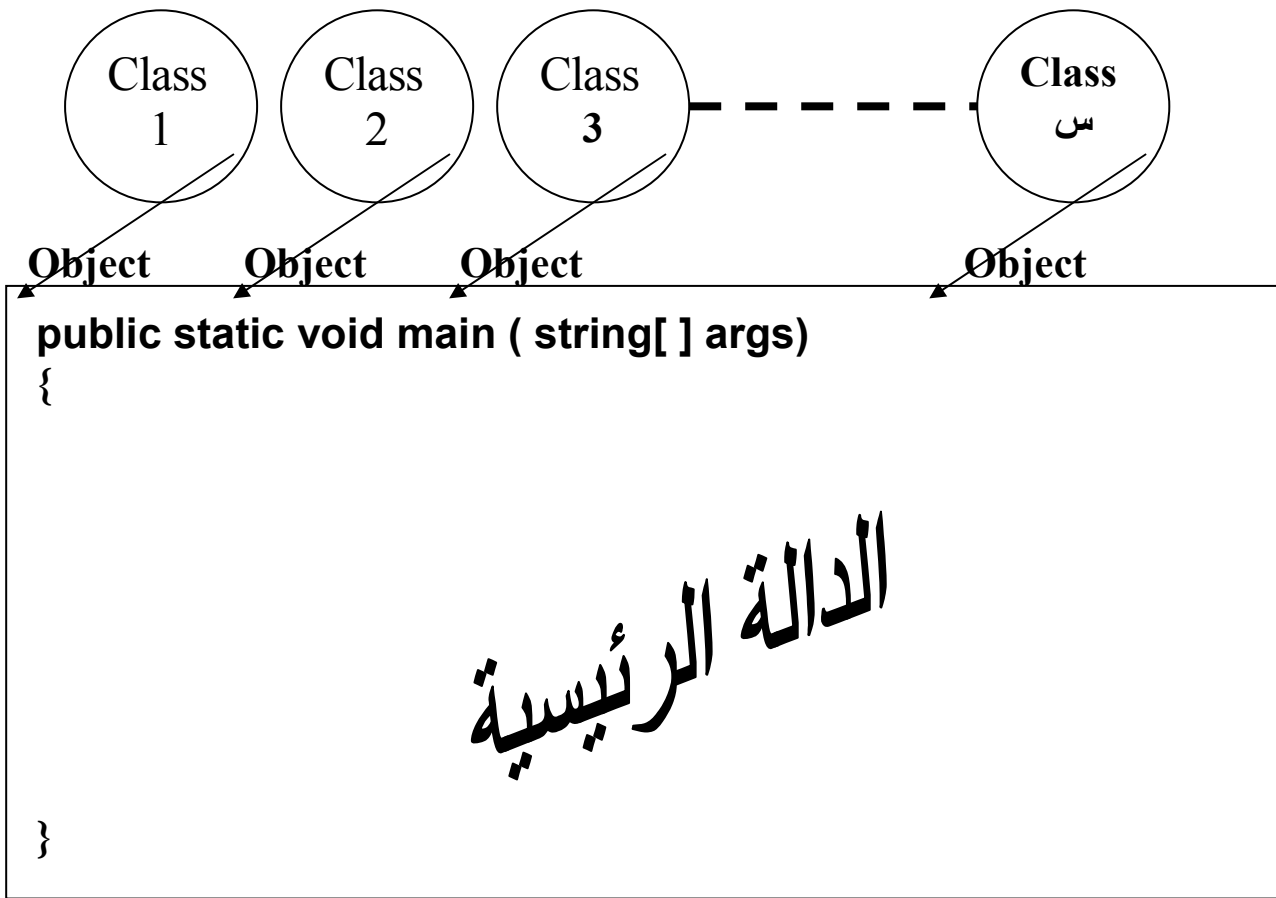 Class Class Class Class
1 2 3 س
Object Object Object Object
public static void main ( string[ ] args)
{
الدالة الرئيسية
}